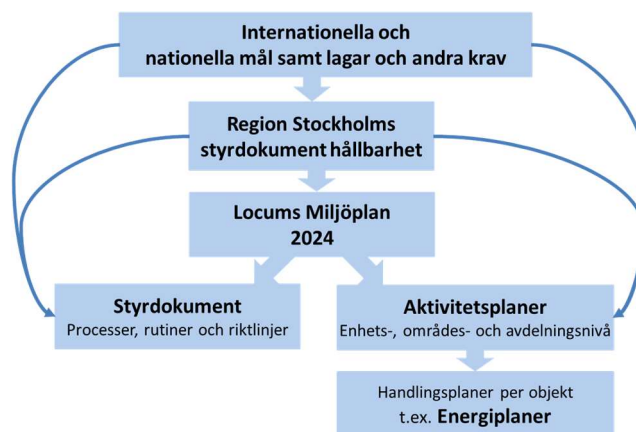 Internationella och
nationella mål samt lagar och andra krav
Region Stockholms
styrdokument hållbarhet
Locums Miljöplan
2024
Styrdokument
Processer, rutiner och riktlinjer
Aktivitetsplaner
Enhets-, områdes- och avdelningsnivå
Handlingsplaner per objekt
t.ex. Energiplaner